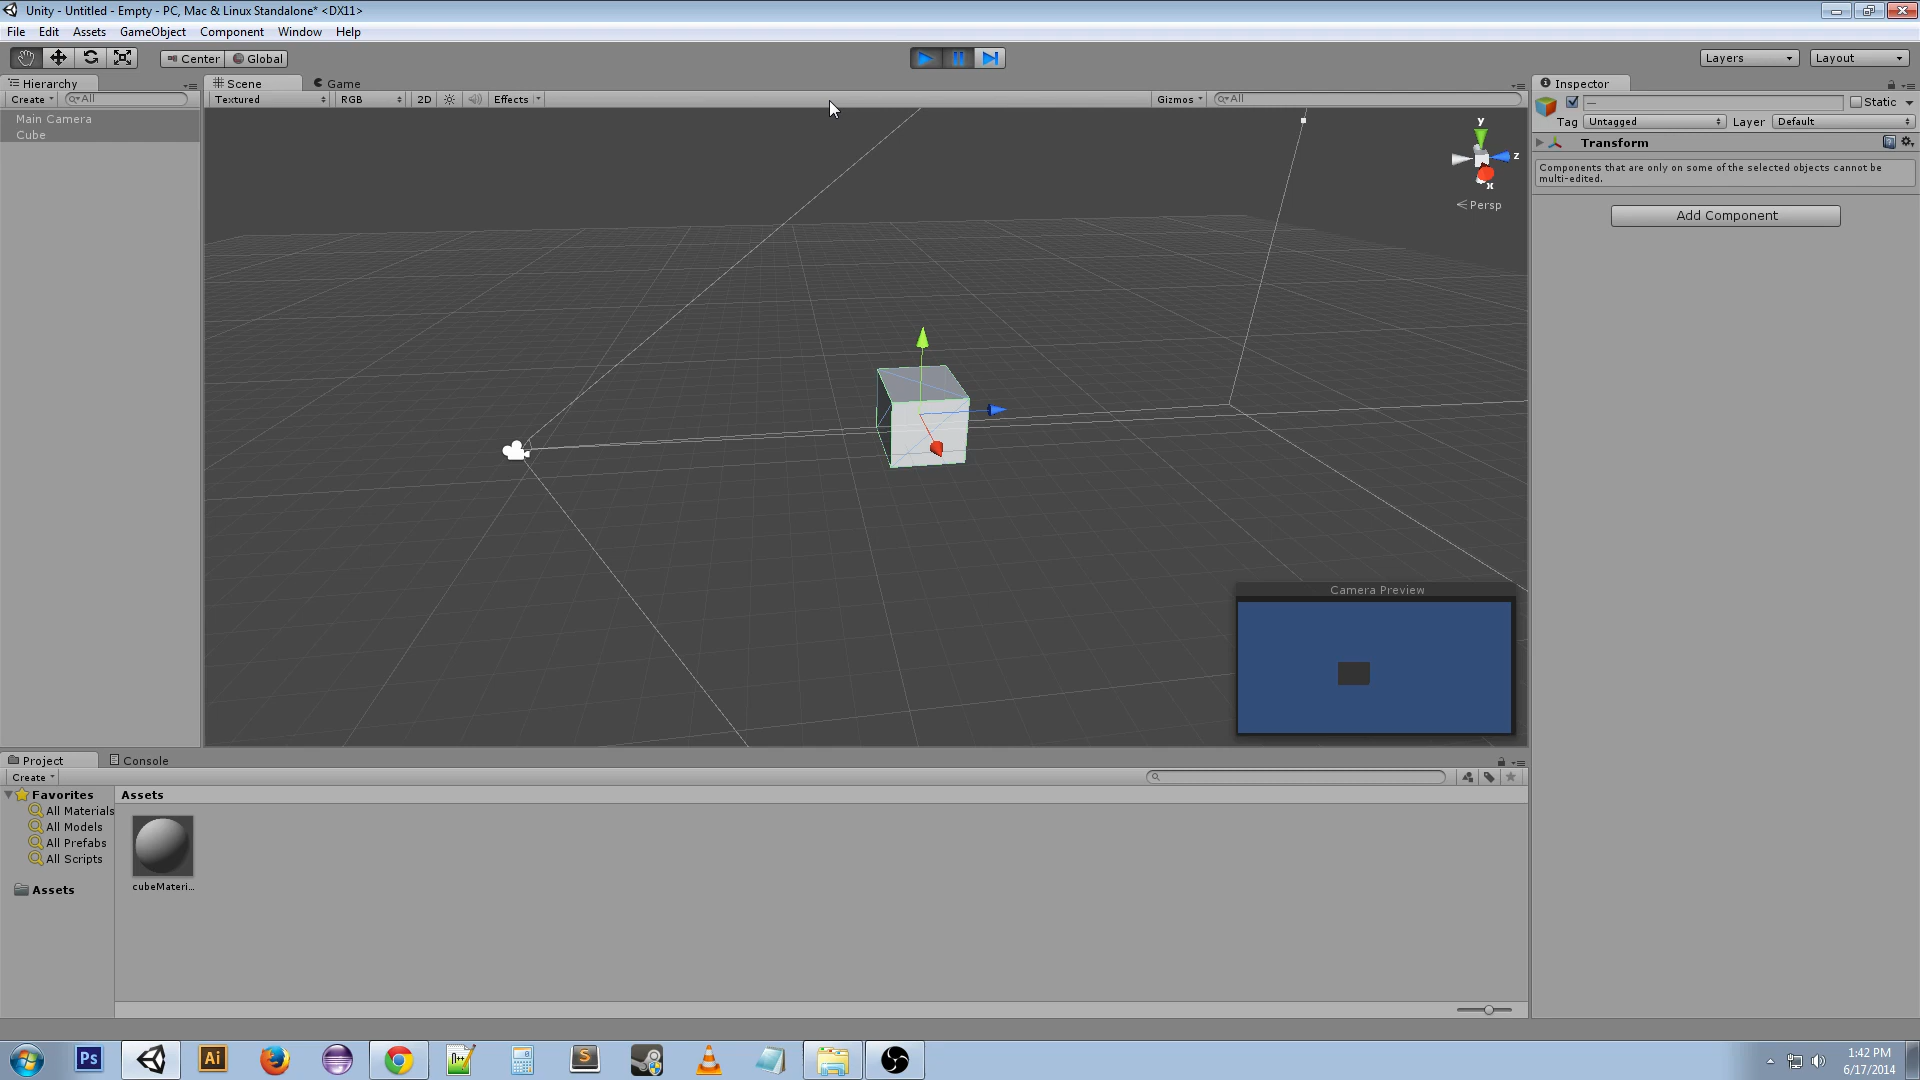 Unity - Untitled - Empty - PC, Mac & Linux Standalone* <DX11>
File Edit Assets GameObject Component Window Help
Center Global
Layers Layout
Hierarchy
Create All
Main Camera
Cube
Scene Game
Textured RGB 2D Effects Gizmos All
y
z
x
Persp
Camera Preview
Inspector
— Static
Tag Untagged Layer Default
Transform
Components that are only on some of the selected objects cannot be
multi-edited.
Add Component
Project Console
Create
Favorites
All Materials
All Models
All Prefabs
All Scripts
Assets
Assets
cubeMateri...
Ps
Ai
S
1:42 PM
6/17/2014